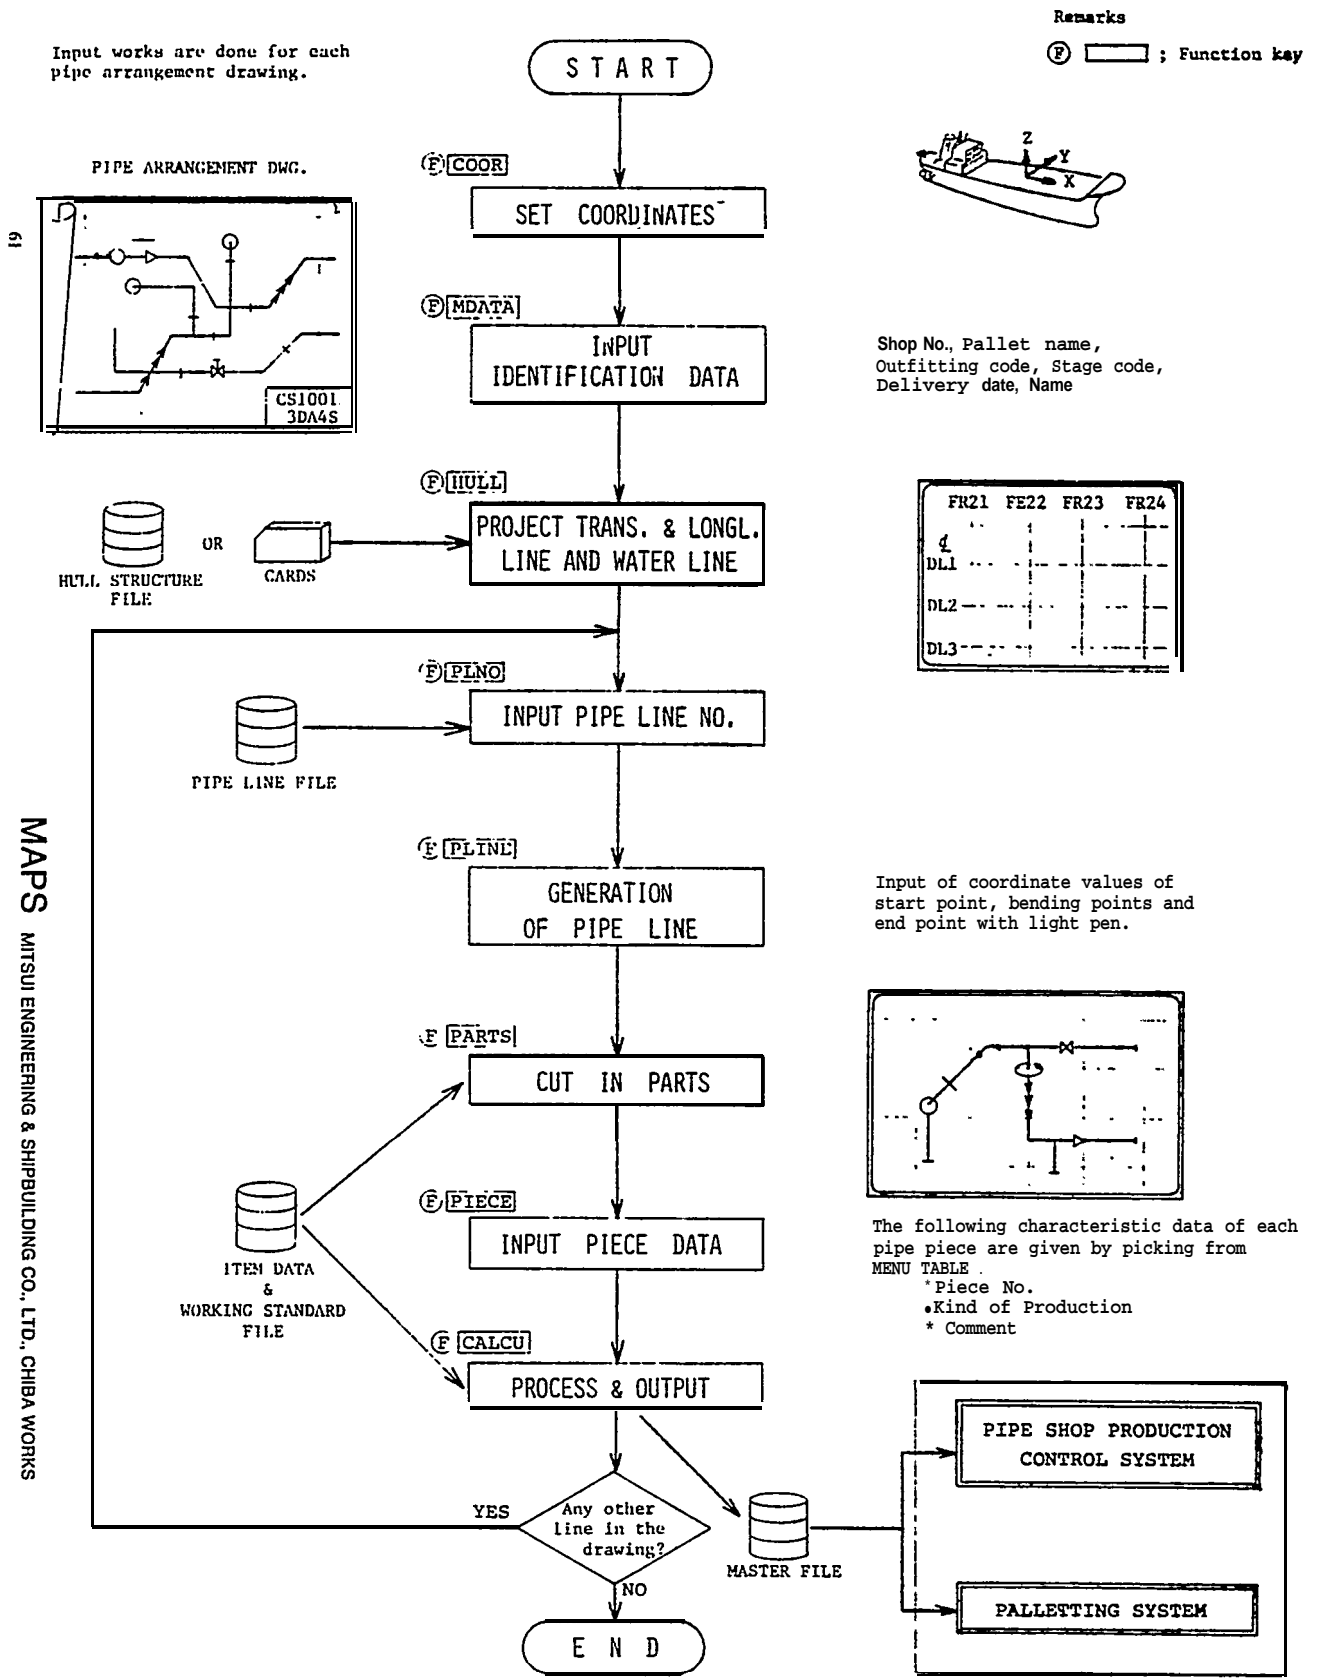 Remarks
Ⓕ ; Function key
Input works are done for each
pipe arrangement drawing.
START
PIPE ARRANGEMENT DWG.
CS1001
3DA4S
Ⓕ COOR
SET COORDINATES
Z
Y
X
Ⓕ MDATA
INPUT
IDENTIFICATION DATA
Shop No., Pallet name,
Outfitting code, Stage code,
Delivery date, Name
Ⓕ HULL
PROJECT TRANS. & LONGL.
LINE AND WATER LINE
HULL STRUCTURE
FILE
OR
CARDS
FR21 FE22 FR23 FR24
DL1
DL2
DL3
Ⓕ PLNO
INPUT PIPE LINE NO.
PIPE LINE FILE
Ⓕ PLINE
GENERATION
OF PIPE LINE
Input of coordinate values of
start point, bending points and
end point with light pen.
F PARTS
CUT IN PARTS
Ⓕ PIECE
INPUT PIECE DATA
ITEM DATA
&
WORKING STANDARD
FILE
The following characteristic data of each
pipe piece are given by picking from
MENU TABLE .
* Piece No.
•Kind of Production
* Comment
Ⓕ CALCU
PROCESS & OUTPUT
YES
Any other
line in the
drawing?
NO
END
MASTER FILE
PIPE SHOP PRODUCTION
CONTROL SYSTEM
PALLETTING SYSTEM
61
MAPS MITSUI ENGINEERING & SHIPBUILDING CO., LTD., CHIBA WORKS